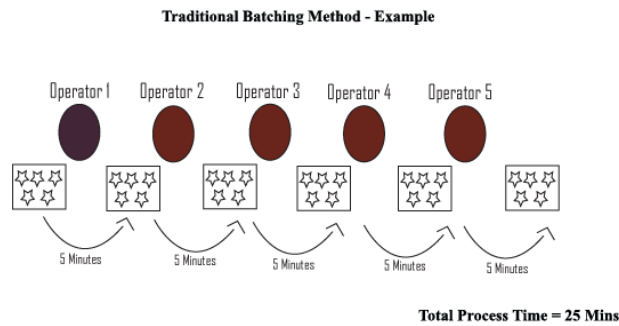 Traditional Batching Method - Example
Operator 1 Operator 2 Operator 3 Operator 4 Operator 5
5 Minutes 5 Minutes 5 Minutes 5 Minutes 5 Minutes
Total Process Time = 25 Mins